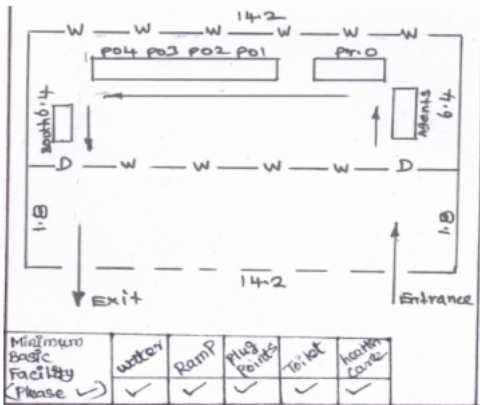 14.2
W W W W W W
PO4 PO3 PO2 PO1 Pr.O
Booth 6.4
Agents 6.4
D W W W W W D
1.8 1.8
14.2
Exit Entrance
Minimum Basic Facility (Please ✓) water RamP Plug Points Toilet health Care
✓ ✓ ✓ ✓ ✓